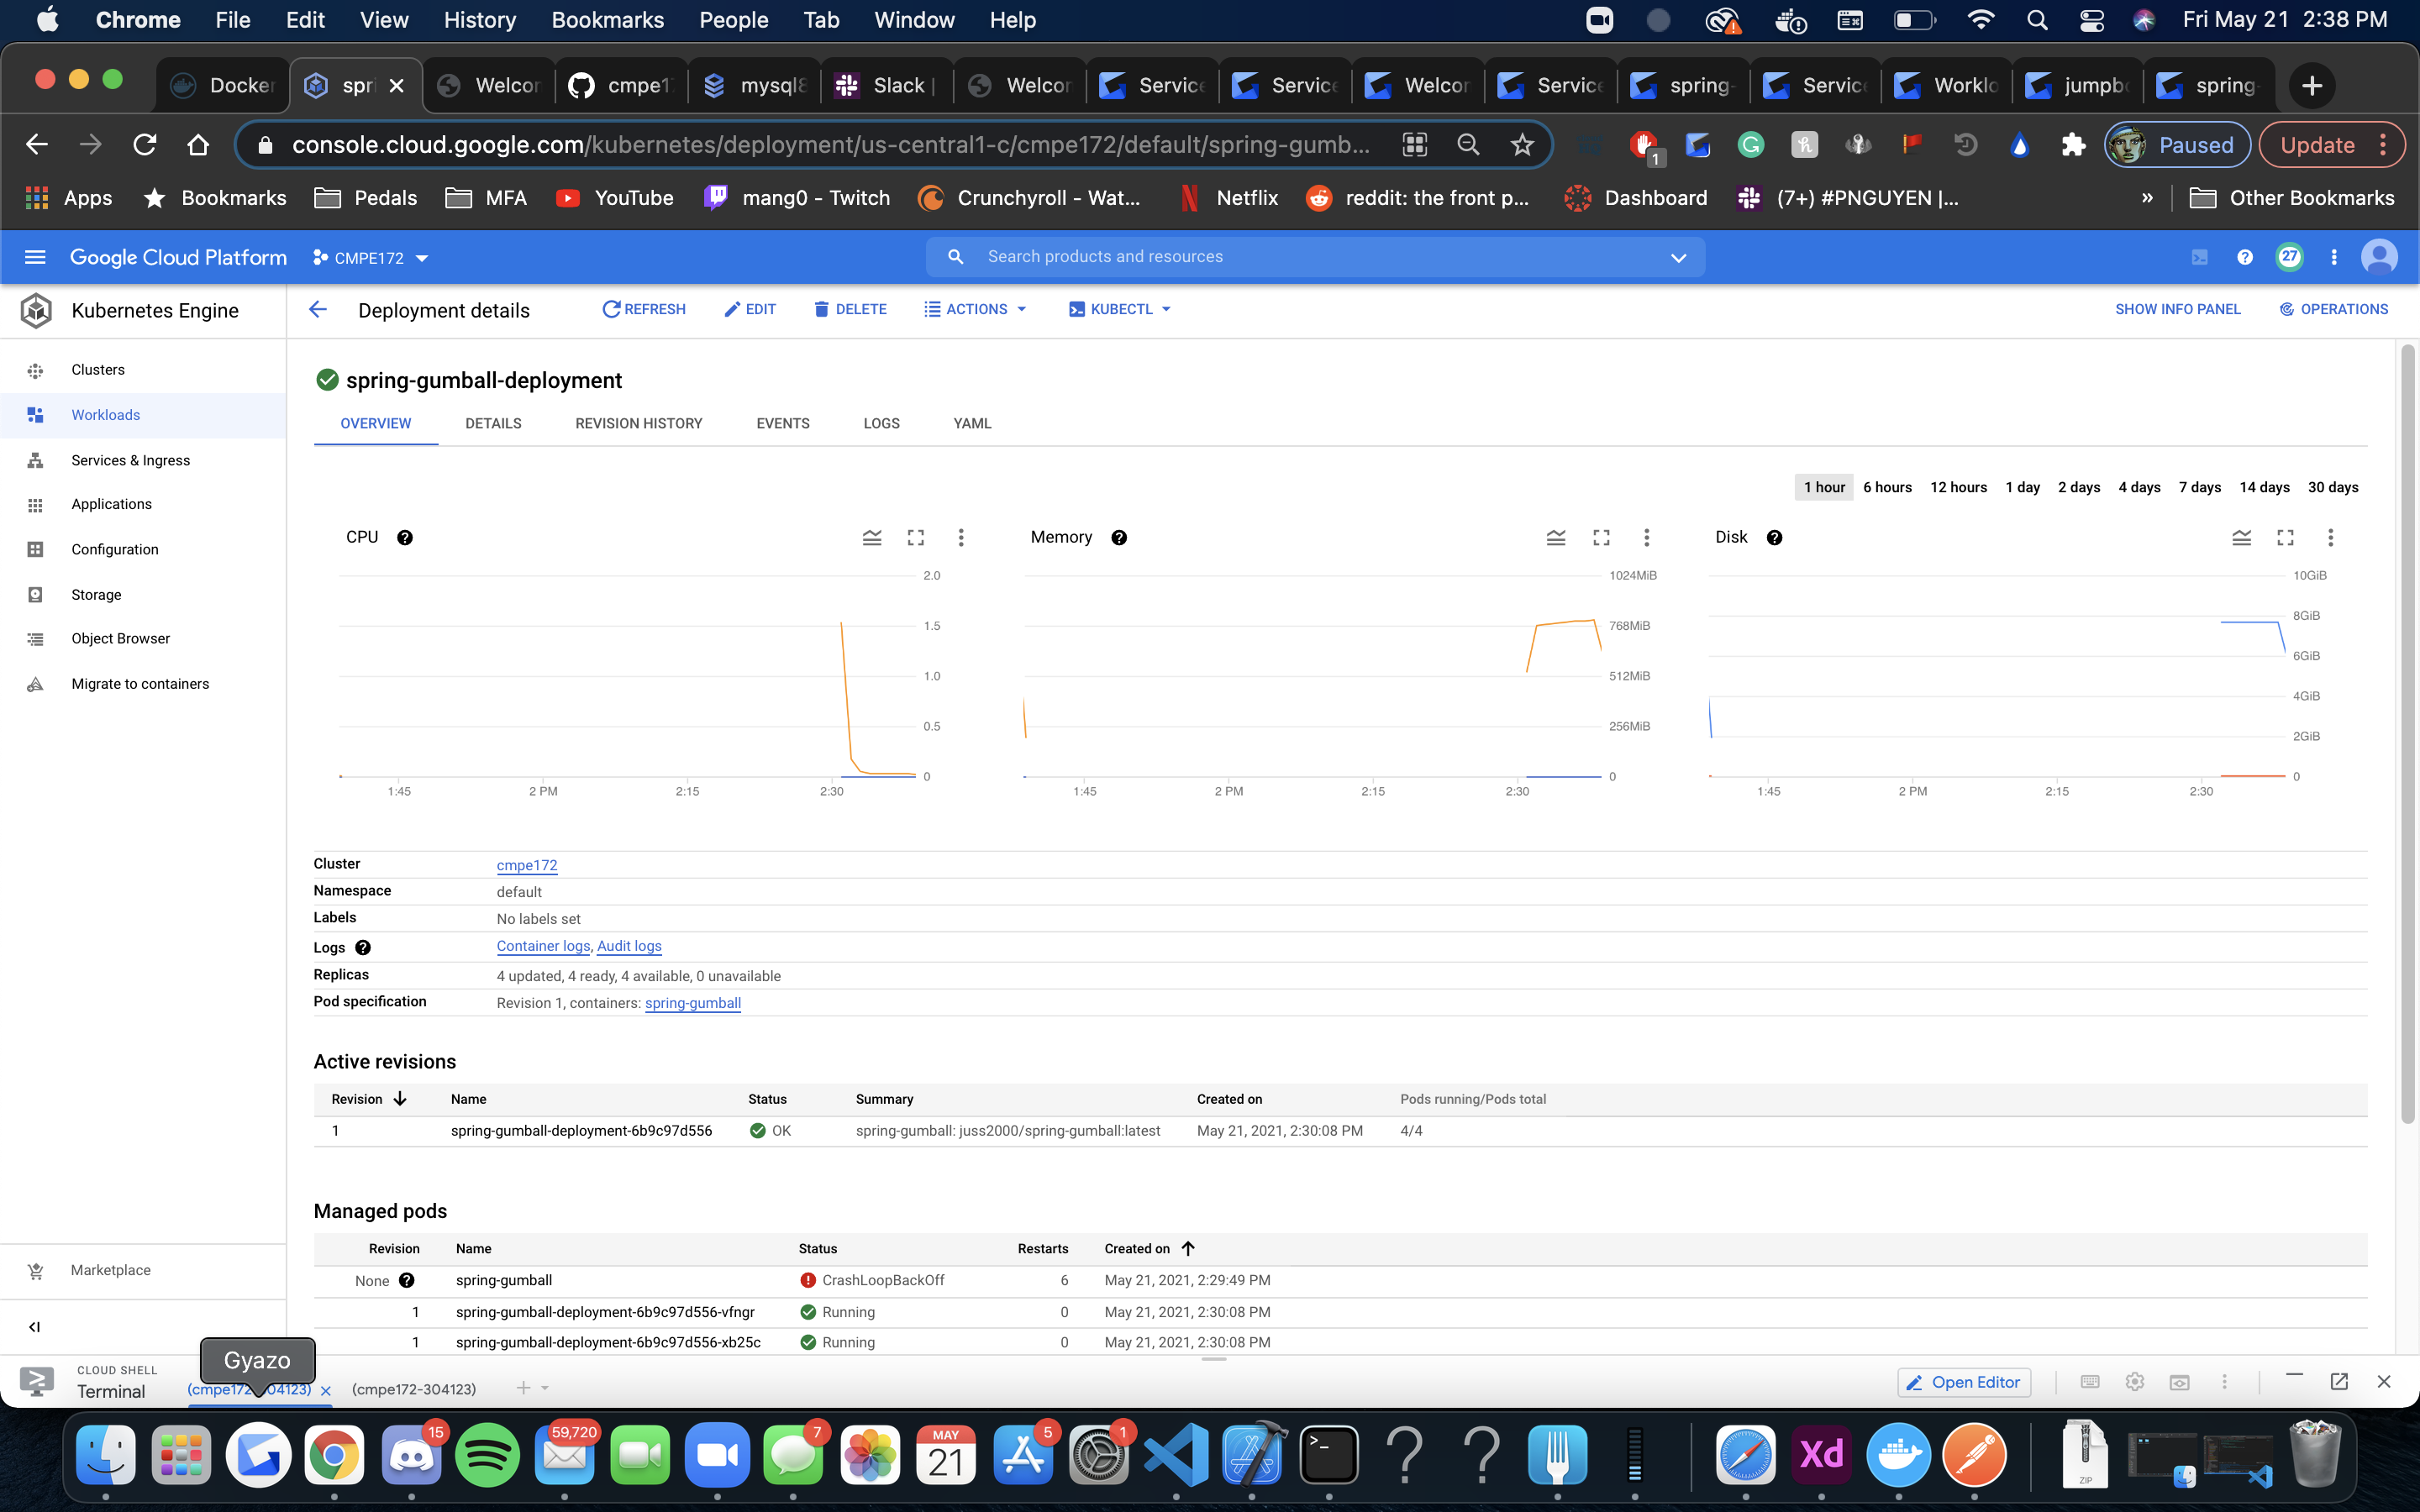 Chrome File Edit View History Bookmarks People Tab Window Help Fri May 21 2:38 PM
Docker spri Welcom cmpe17 mysql8 Slack | Welcom Service Service Welcom Service spring- Service Worklo jumpbo spring-
console.cloud.google.com/kubernetes/deployment/us-central1-c/cmpe172/default/spring-gumb... 1 Paused Update
Apps Bookmarks Pedals MFA YouTube mang0 - Twitch Crunchyroll - Wat... Netflix reddit: the front p... Dashboard (7+) #PNGUYEN |... » Other Bookmarks
Google Cloud Platform CMPE172 Search products and resources 27
Kubernetes Engine Deployment details REFRESH EDIT DELETE ACTIONS KUBECTL SHOW INFO PANEL OPERATIONS
Clusters
Workloads
Services & Ingress
Applications
Configuration
Storage
Object Browser
Migrate to containers
Marketplace
spring-gumball-deployment
OVERVIEW DETAILS REVISION HISTORY EVENTS LOGS YAML
1 hour 6 hours 12 hours 1 day 2 days 4 days 7 days 14 days 30 days
CPU
2.0
1.5
1.0
0.5
0
1:45 2 PM 2:15 2:30
Memory
1024MiB
768MiB
512MiB
256MiB
0
1:45 2 PM 2:15 2:30
Disk
10GiB
8GiB
6GiB
4GiB
2GiB
0
1:45 2 PM 2:15 2:30
Cluster cmpe172
Namespace default
Labels No labels set
Logs Container logs, Audit logs
Replicas 4 updated, 4 ready, 4 available, 0 unavailable
Pod specification Revision 1, containers: spring-gumball
Active revisions
Revision Name Status Summary Created on Pods running/Pods total
1 spring-gumball-deployment-6b9c97d556 OK spring-gumball: juss2000/spring-gumball:latest May 21, 2021, 2:30:08 PM 4/4
Managed pods
Revision Name Status Restarts Created on
None spring-gumball CrashLoopBackOff 6 May 21, 2021, 2:29:49 PM
1 spring-gumball-deployment-6b9c97d556-vfngr Running 0 May 21, 2021, 2:30:08 PM
1 spring-gumball-deployment-6b9c97d556-xb25c Running 0 May 21, 2021, 2:30:08 PM
Gyazo
CLOUD SHELL
Terminal (cmpe172-304123) (cmpe172-304123) Open Editor
15 59,720 7 MAY 21 5 1 Xd ZIP